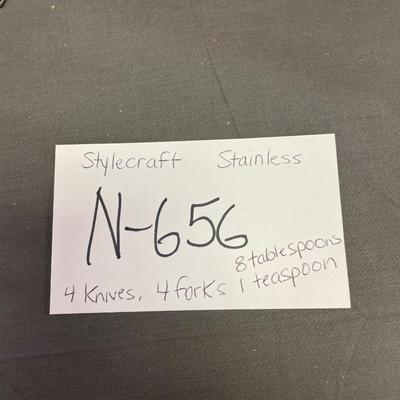 Stylecraft Stainless
N-656
8 tablespoons
4 Knives, 4 forks 1 teaspoon